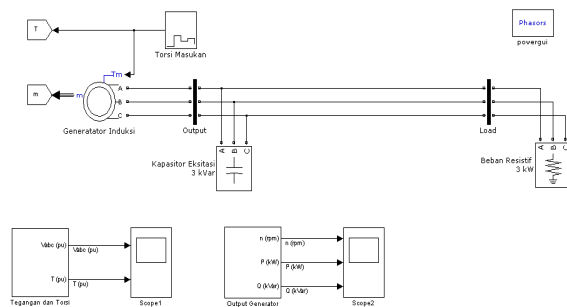 T
Torsi Masukan
Phasors
powergui
m
Tm
m
A
B
C
Generatator Induksi
Output
Load
A B C
Kapasitor Eksitasi
3 kVar
A B C
Beban Resistif
3 kW
Vabc (pu)
Vabc (pu)
T (pu)
T (pu)
Tegangan dan Torsi
Scope1
n (rpm)
n (rpm)
P (kW)
P (kW)
Q (kVar)
Q (kVar)
Output Generator
Scope2